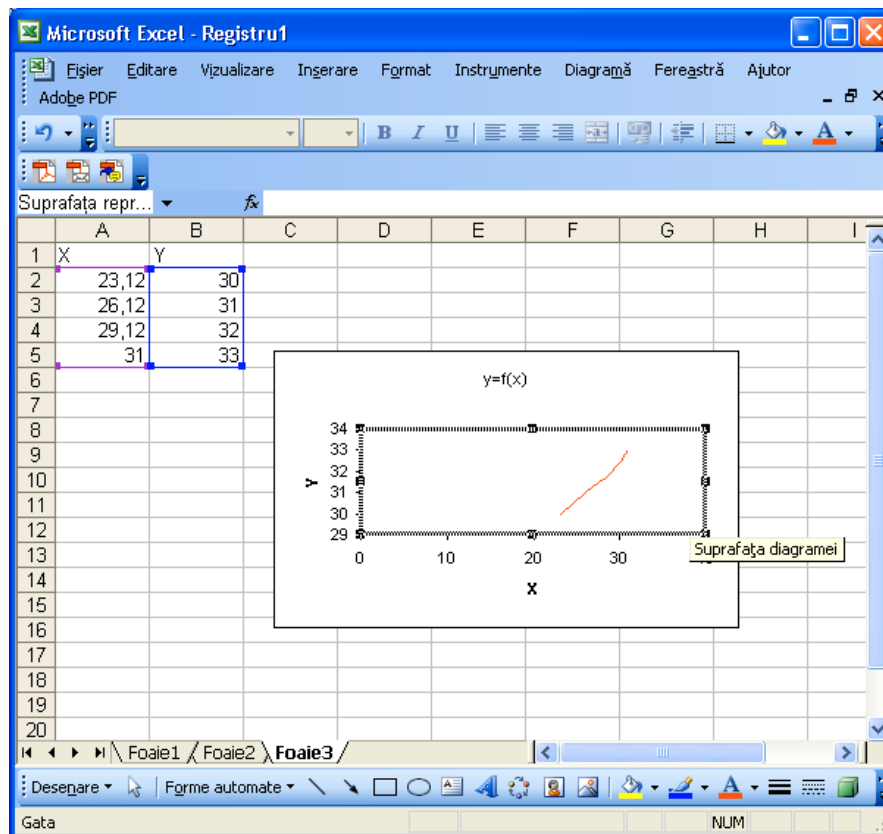 Microsoft Excel - Registru1
Fişier Editare Vizualizare Inserare Format Instrumente Diagramă Fereastră Ajutor
Adobe PDF
B I U
Suprafaţa repr... fx
A B C D E F G H I
1 X Y
2 23,12 30
3 26,12 31
4 29,12 32
5 31 33
6
7
8
9
10
11
12
13
14
15
16
17
18
19
20
y=f(x)
34
33
32
31
30
29
Y
0 10 20 30
X
Suprafaţa diagramei
Foaie1 Foaie2 Foaie3
Desenare Forme automate
Gata NUM